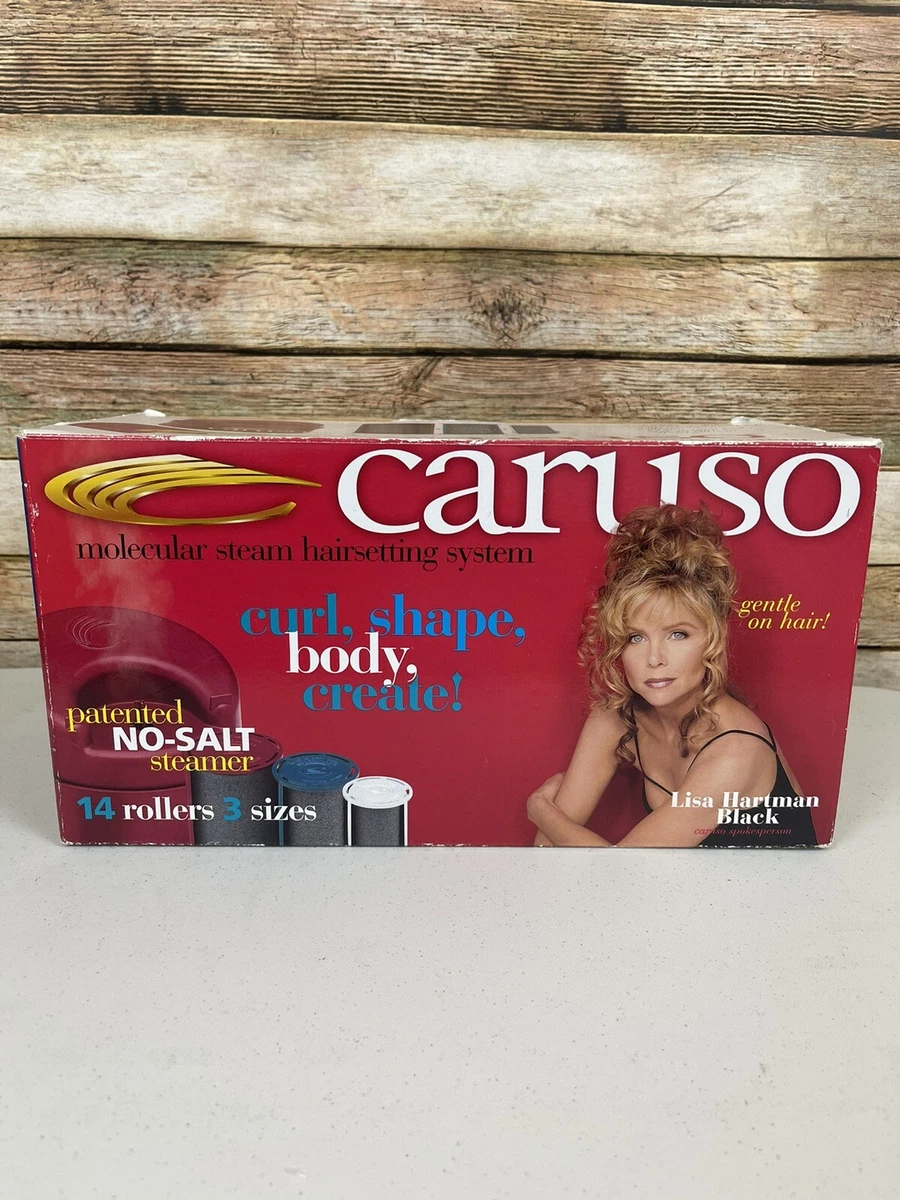 caruso
molecular steam hairsetting system
curl, shape,
body,
create!
gentle
on hair!
patented
NO-SALT
steamer
14 rollers 3 sizes
Lisa Hartman
Black
caruso spokesperson